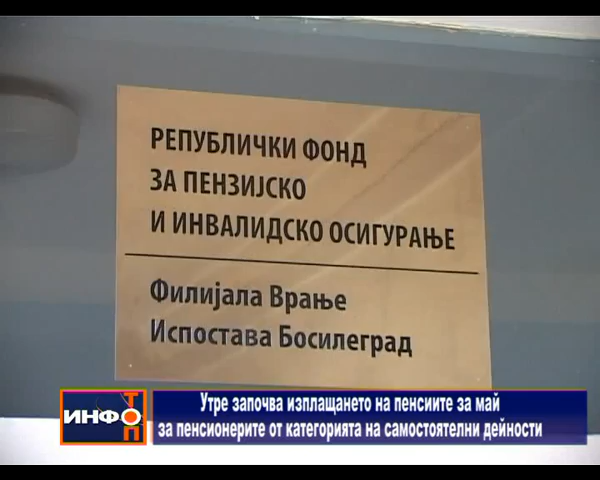 РЕПУБЛИЧКИ ФОНД
ЗА ПЕНЗИЈСКО
И ИНВАЛИДСКО ОСИГУРАЊЕ
Филијала Врање
Испостава Босилеград
ИНФО
ТОП
Утре започва изплащането на пенсиите за май
за пенсионерите от категорията на самостоятелни дейности